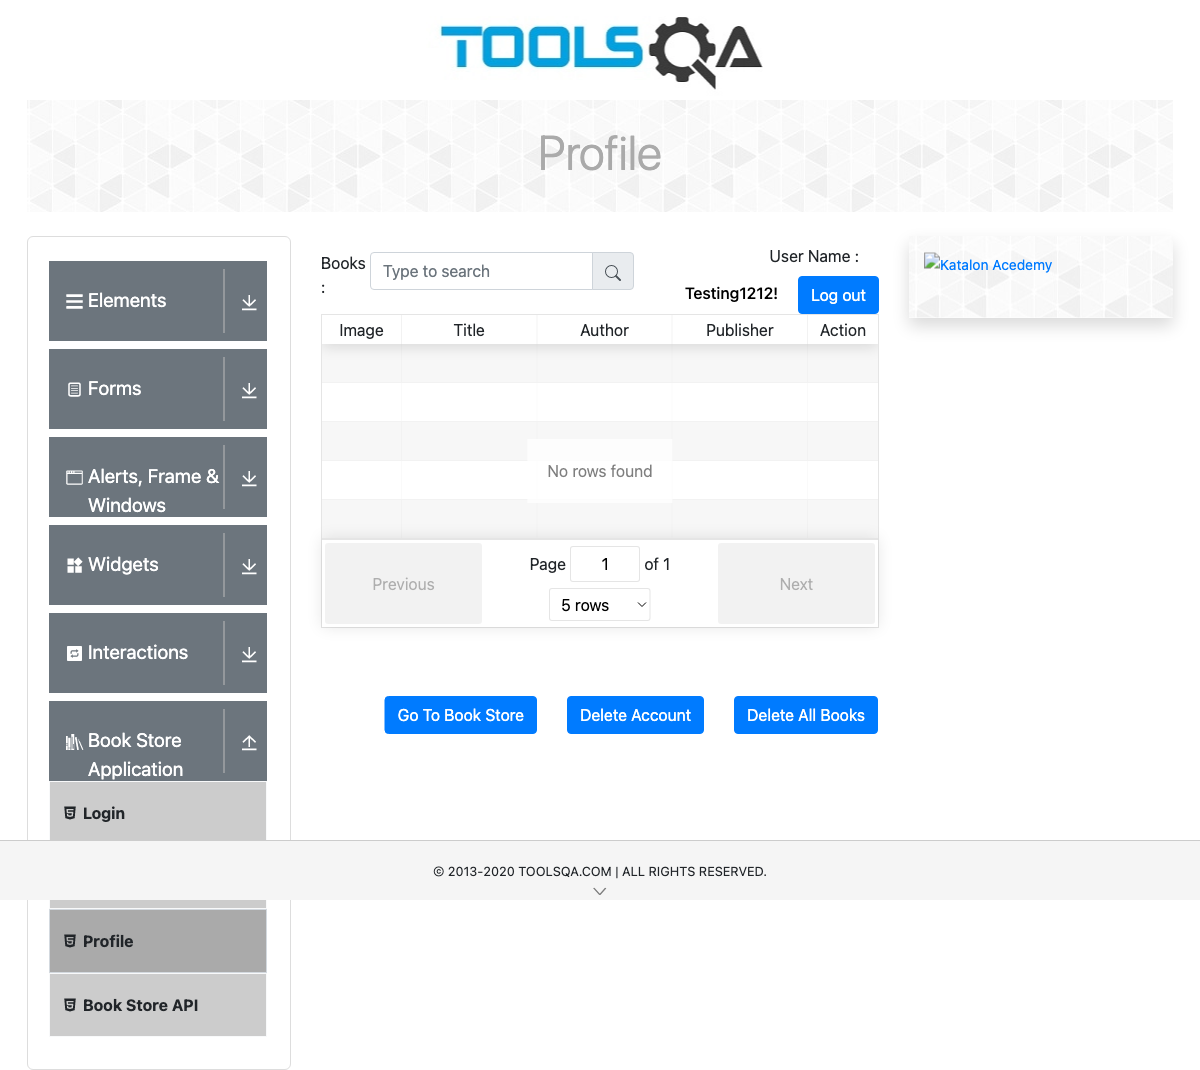 TOOLSQA
Profile
Elements
Forms
Alerts, Frame &
Windows
Widgets
Interactions
Book Store
Application
Login
Profile
Book Store API
Books
:
Type to search
User Name :
Testing1212!
Log out
Image Title Author Publisher Action
No rows found
Previous
Page 1 of 1
5 rows
Next
Go To Book Store
Delete Account
Delete All Books
Katalon Acedemy
© 2013-2020 TOOLSQA.COM | ALL RIGHTS RESERVED.